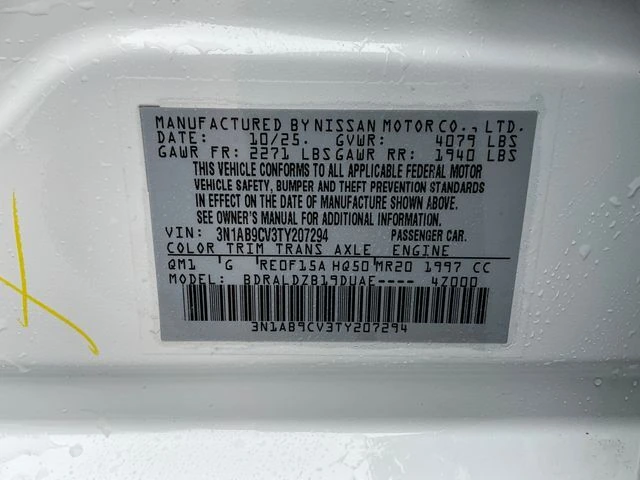 MANUFACTURED BY NISSAN MOTOR CO., LTD.
DATE: 10/25. GVWR: 4079 LBS
GAWR FR: 2271 LBS GAWR RR: 1940 LBS
THIS VEHICLE CONFORMS TO ALL APPLICABLE FEDERAL MOTOR
VEHICLE SAFETY, BUMPER AND THEFT PREVENTION STANDARDS
IN EFFECT ON THE DATE OF MANUFACTURE SHOWN ABOVE.
SEE OWNER'S MANUAL FOR ADDITIONAL INFORMATION.
VIN: 3N1AB9CV3TY207294 PASSENGER CAR.
COLOR TRIM TRANS AXLE ENGINE
QM1 G RE0F15A HQ50 MR20 1997 CC
MODEL: BDRALDZB19DUAE---- 47000
3N1AB9CV3TY207294